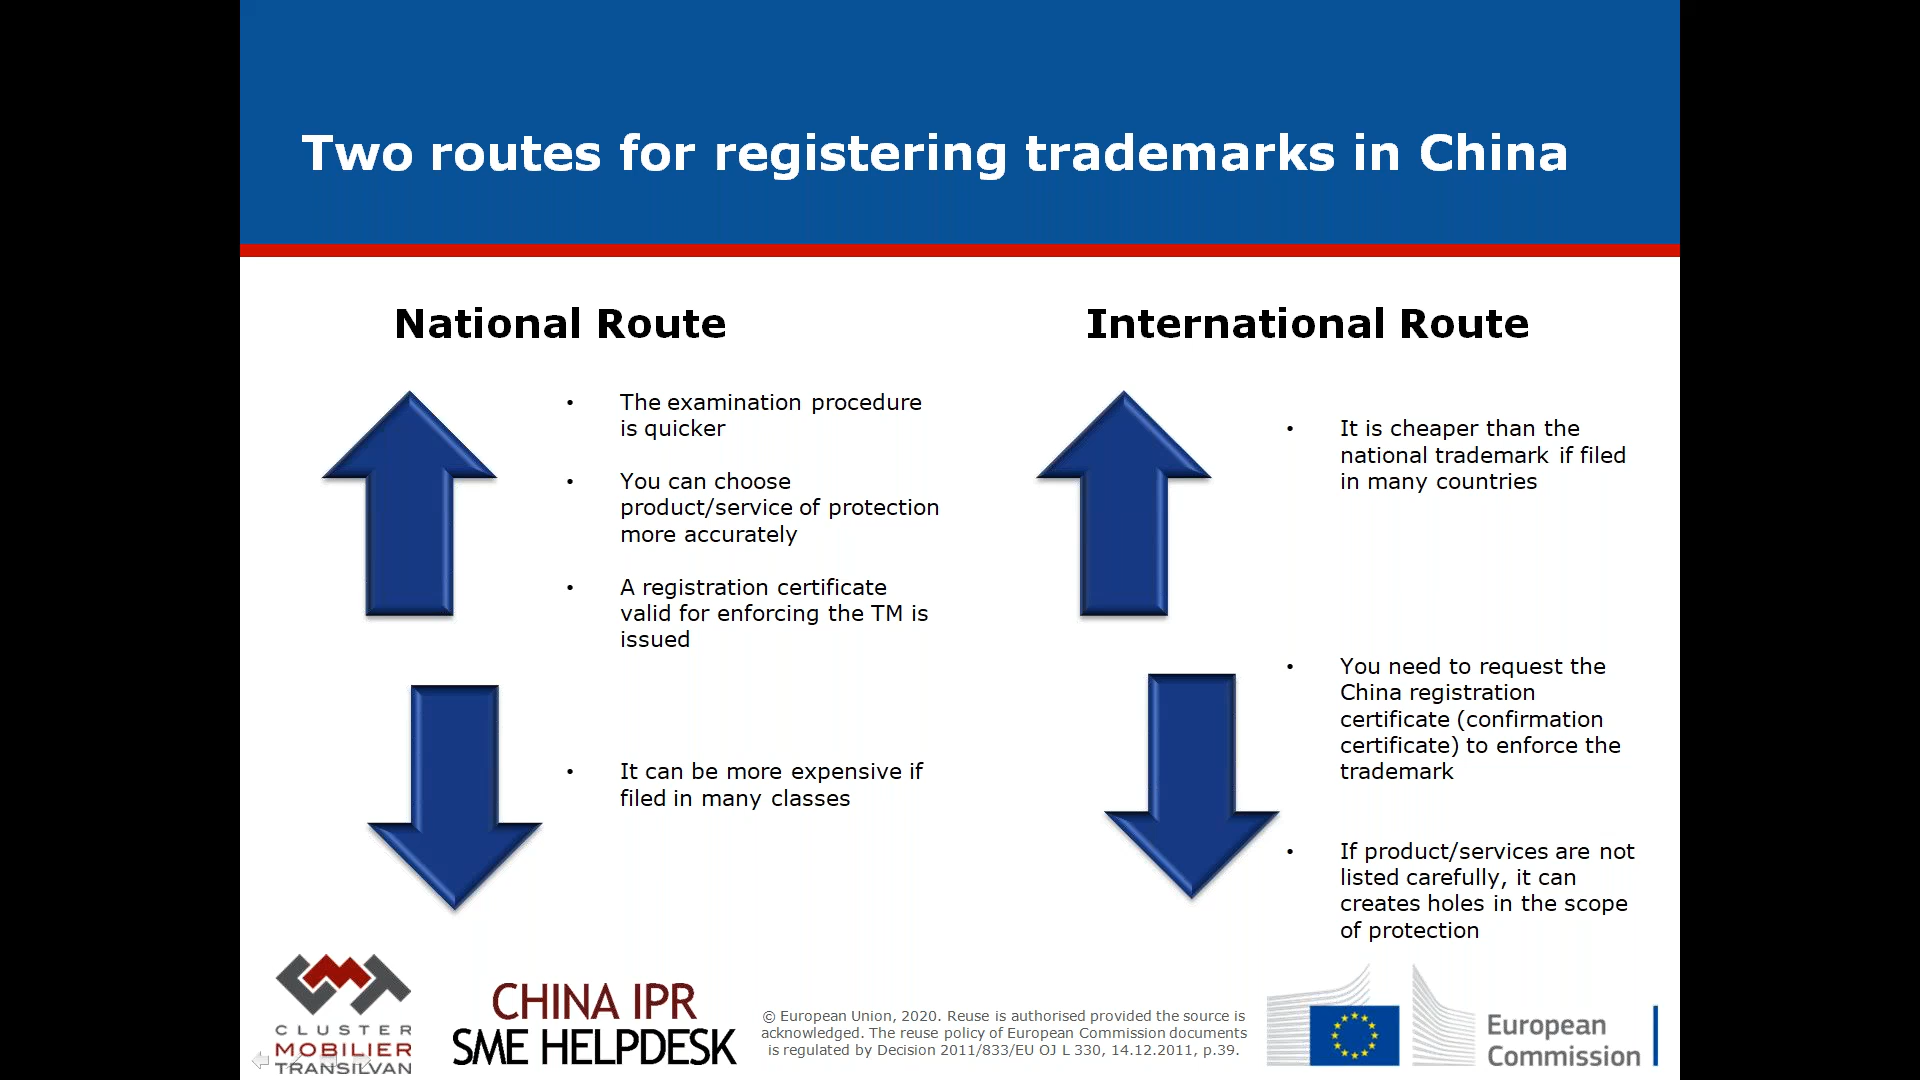 Two routes for registering trademarks in China
National Route
• The examination procedure
is quicker
• You can choose
product/service of protection
more accurately
• A registration certificate
valid for enforcing the TM is
issued
• It can be more expensive if
filed in many classes
International Route
• It is cheaper than the
national trademark if filed
in many countries
• You need to request the
China registration
certificate (confirmation
certificate) to enforce the
trademark
• If product/services are not
listed carefully, it can
creates holes in the scope
of protection
CLUSTER
MOBILIER
TRANSILVAN
CHINA IPR
SME HELPDESK
© European Union, 2020. Reuse is authorised provided the source is
acknowledged. The reuse policy of European Commission documents
is regulated by Decision 2011/833/EU OJ L 330, 14.12.2011, p.39.
European
Commission